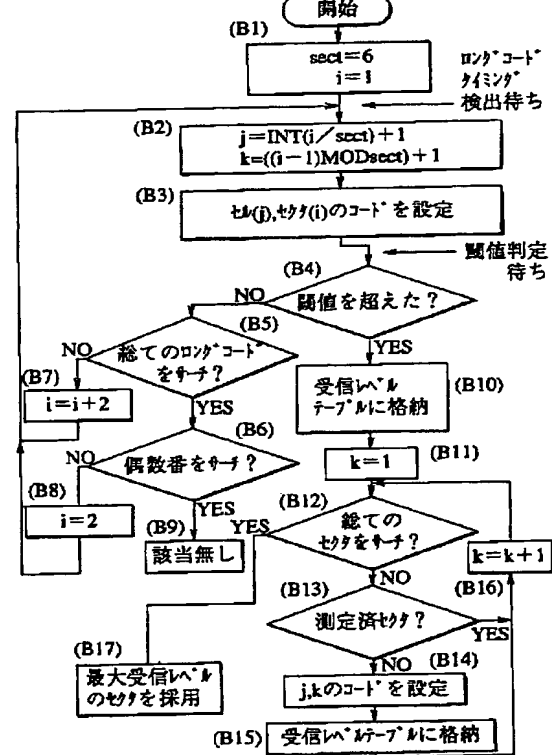 開始
(B1)
sect=6
i=1
ロングコード
タイミング
検出待ち
(B2)
j=INT(i/sect)+1
k=((i-1)MODsect)+1
(B3)
セル(j),セクタ(i)のコードを設定
閾値判定
待ち
(B4)
閾値を超えた?
NO
YES
(B5)
総てのロングコード
をサーチ?
NO
YES
(B7)
i=i+2
(B6)
偶数番をサーチ?
NO
YES
(B8)
i=2
(B9)
該当無し
(B10)
受信レベル
テーブルに格納
(B11)
k=1
(B12)
総ての
セクタをサーチ?
YES
NO
(B16)
k=k+1
(B13)
測定済セクタ?
YES
NO
(B14)
j,kのコードを設定
(B15)
受信レベルテーブルに格納
(B17)
最大受信レベル
のセクタを採用